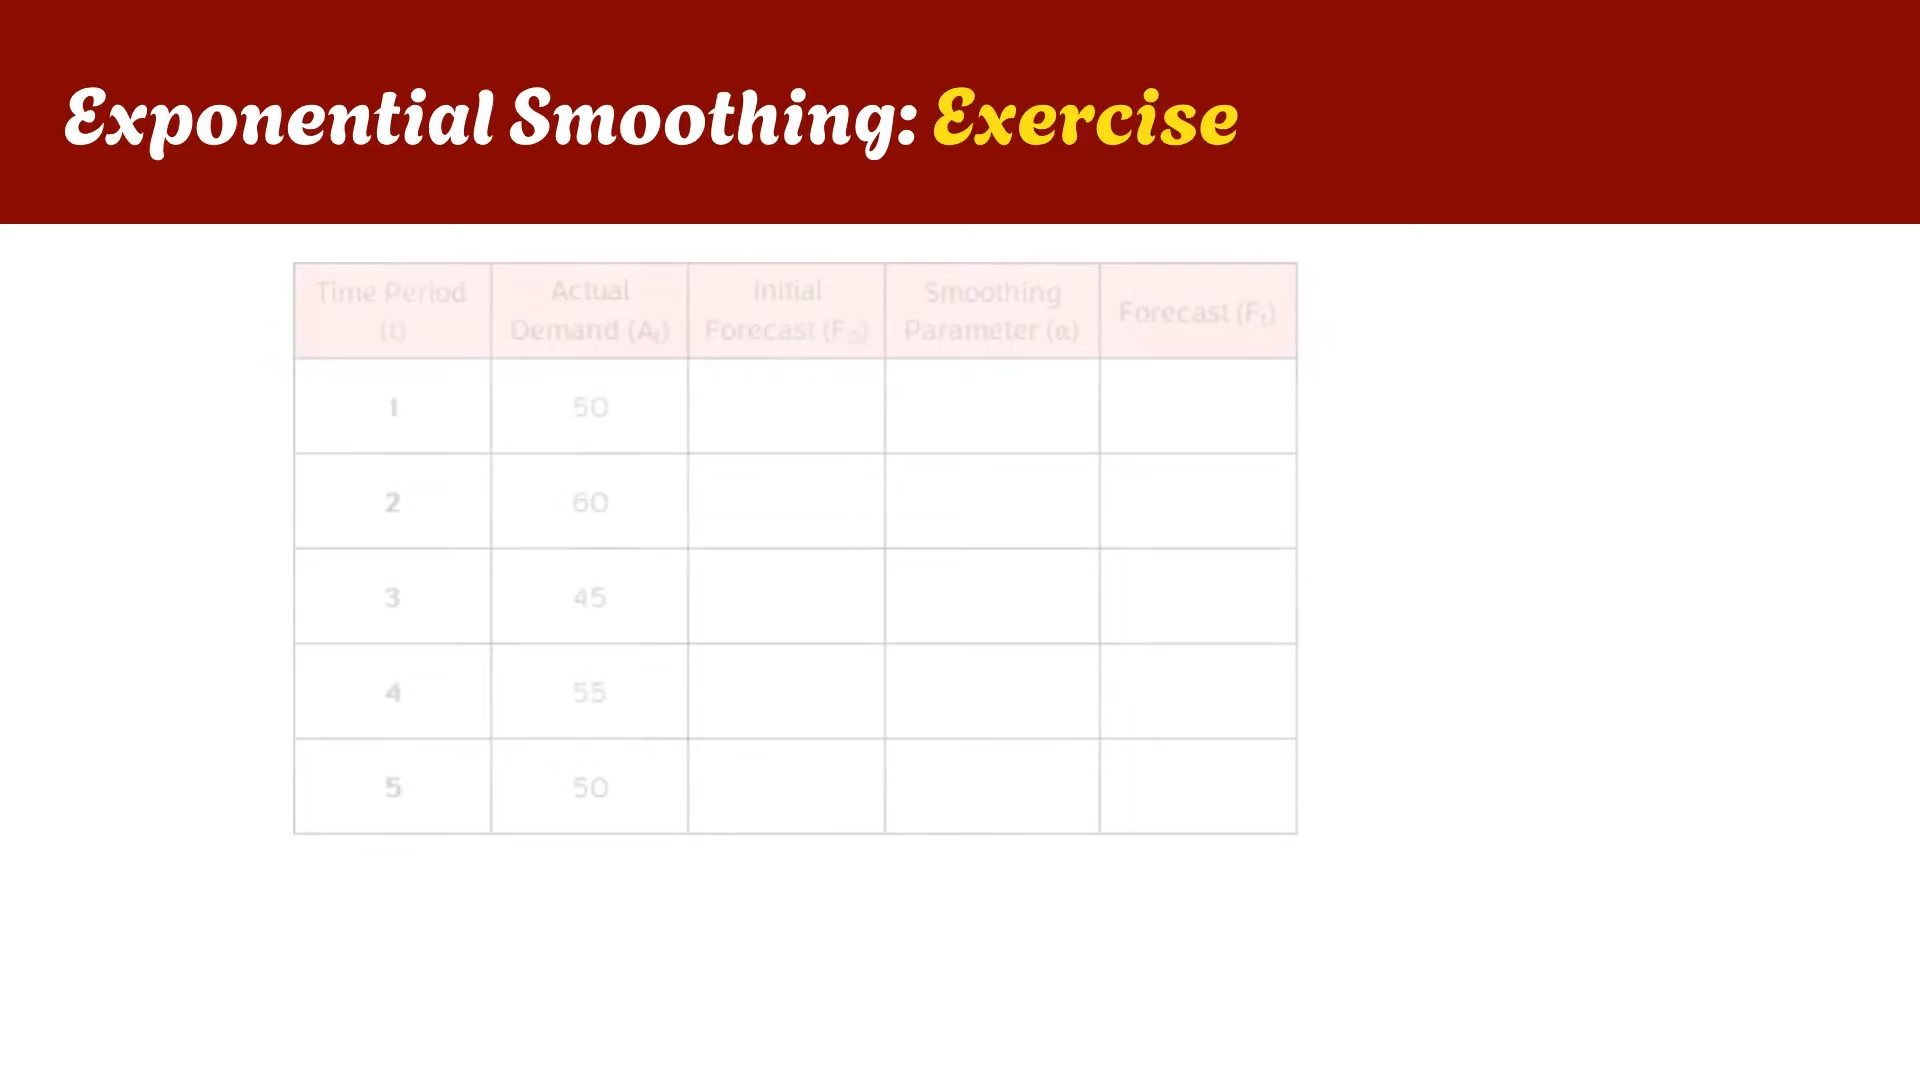 Exponential Smoothing: Exercise
Time Period (t) Actual Demand (Aₜ) Initial Forecast (F₀) Smoothing Parameter (α) Forecast (Fₜ)
1 50
2 60
3 45
4 55
5 50